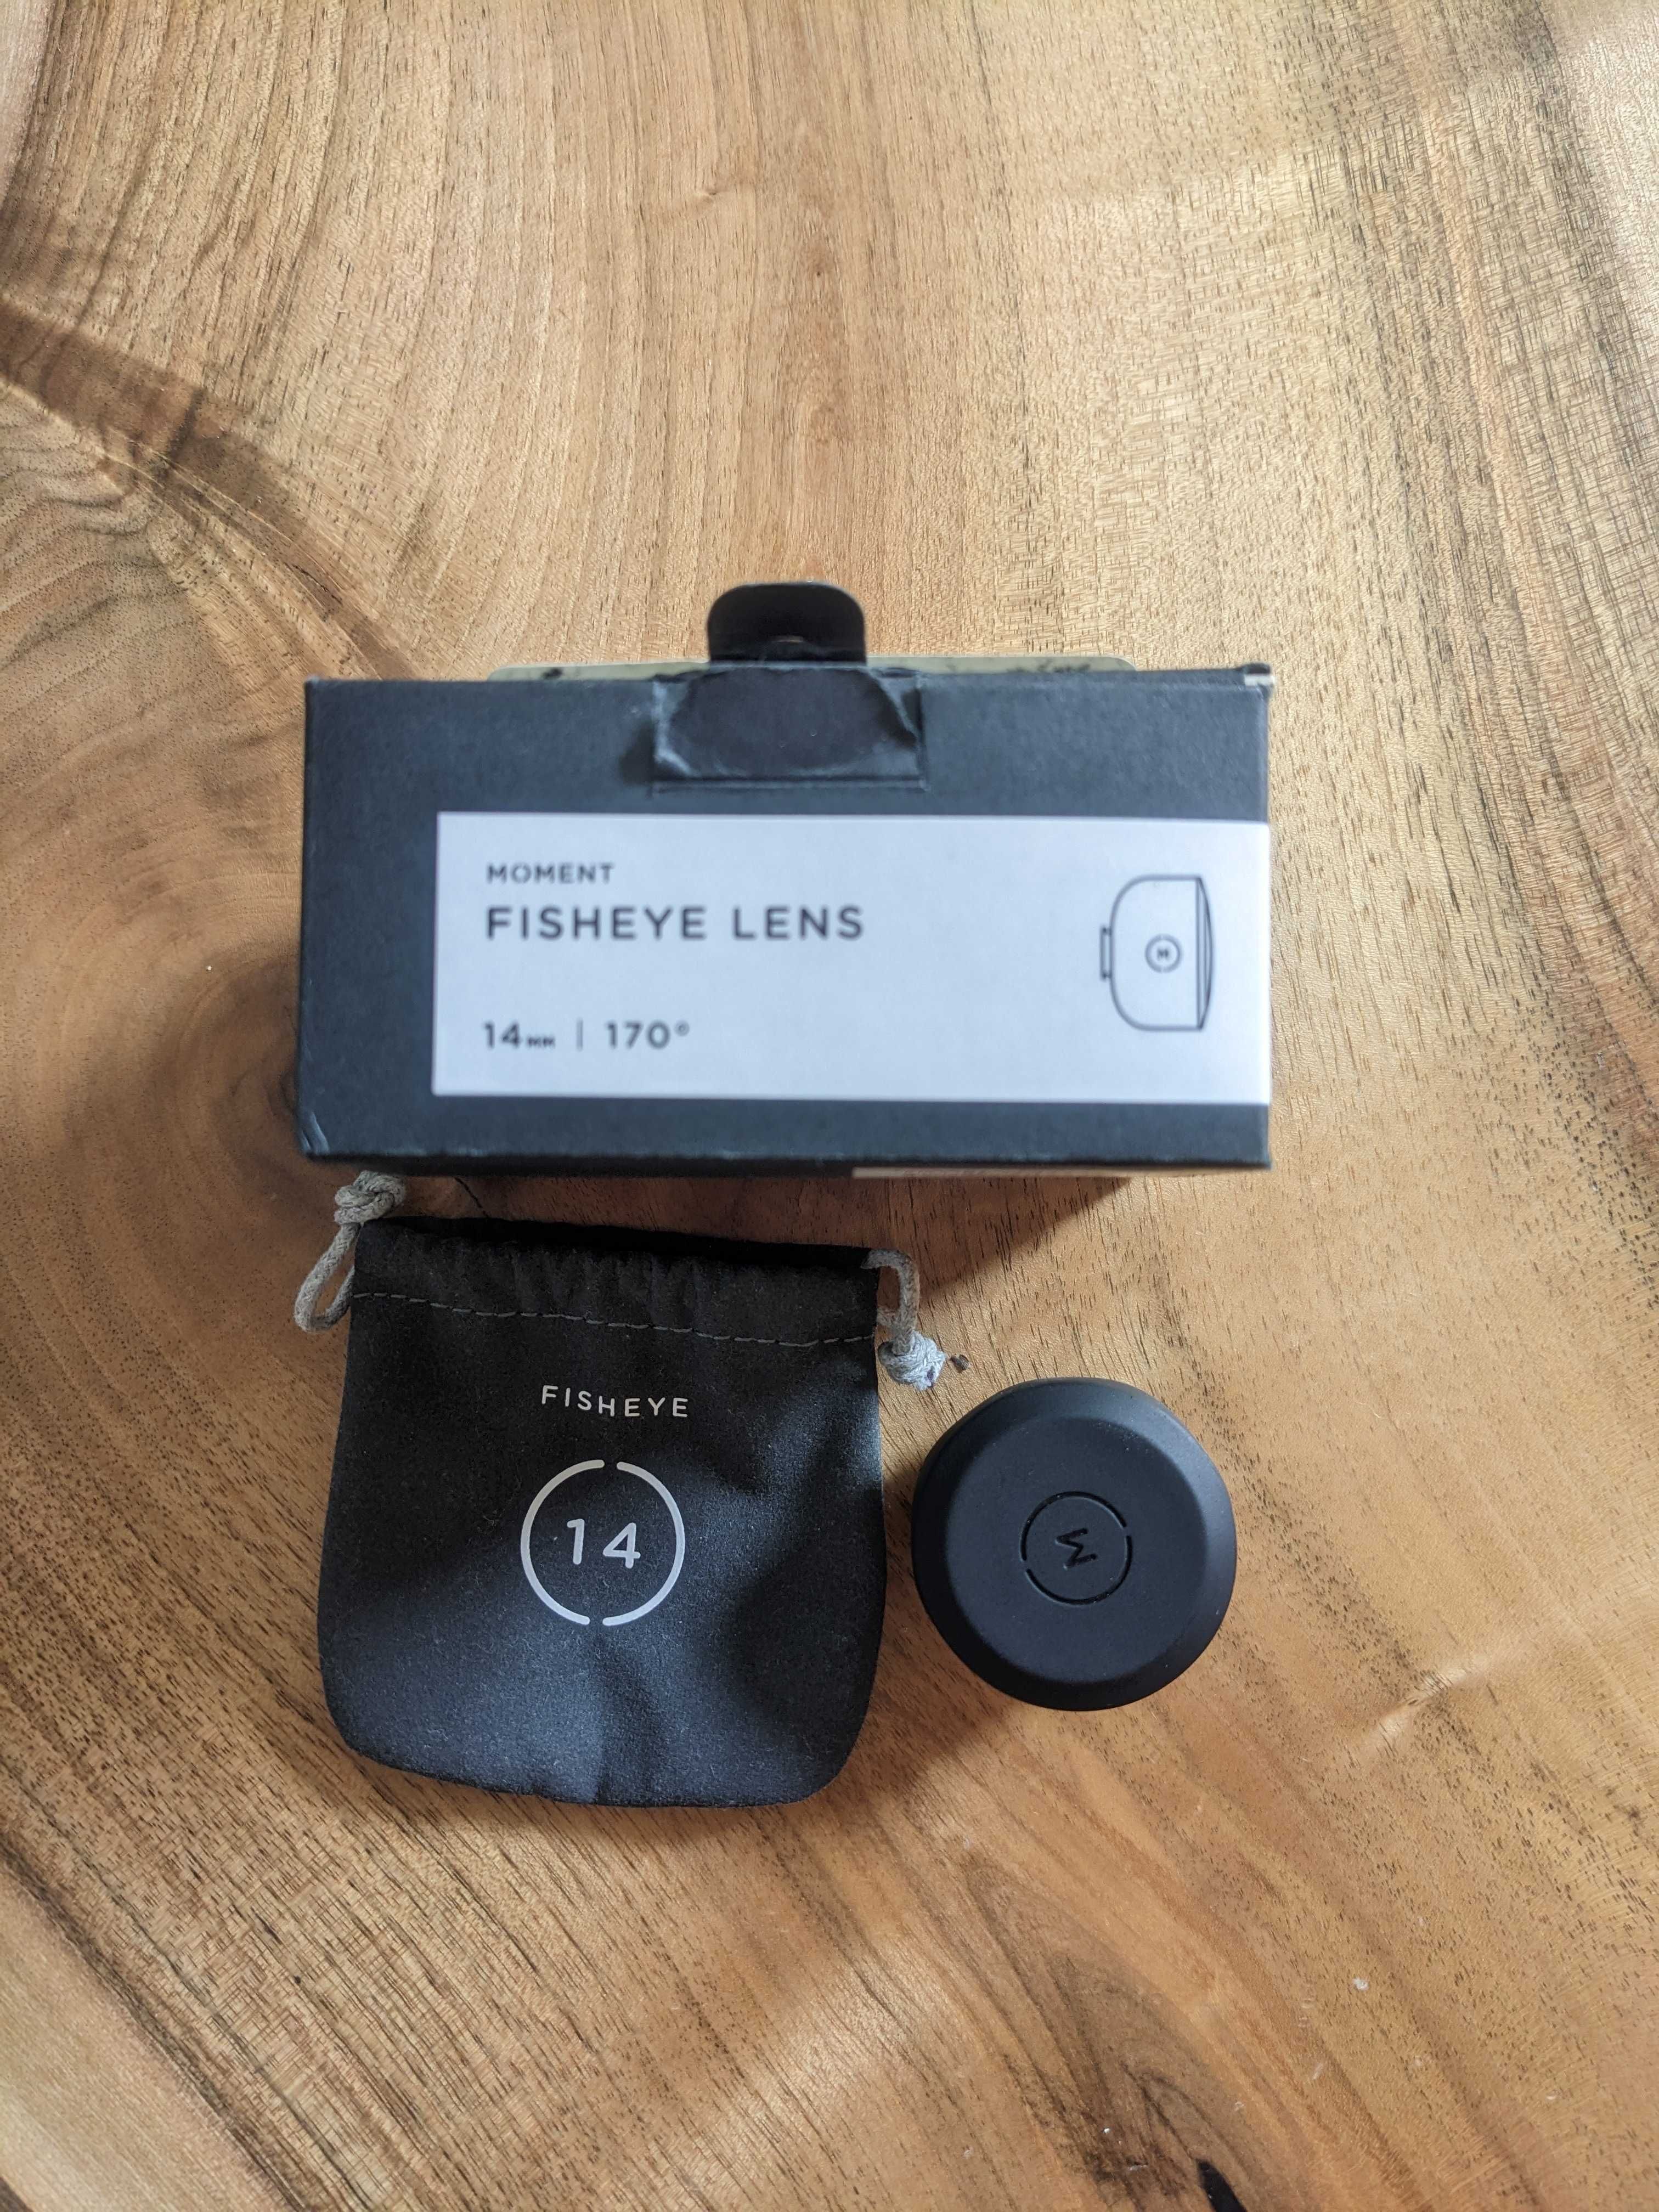 MOMENT
FISHEYE LENS
14MM | 170°
M
FISHEYE
14
M